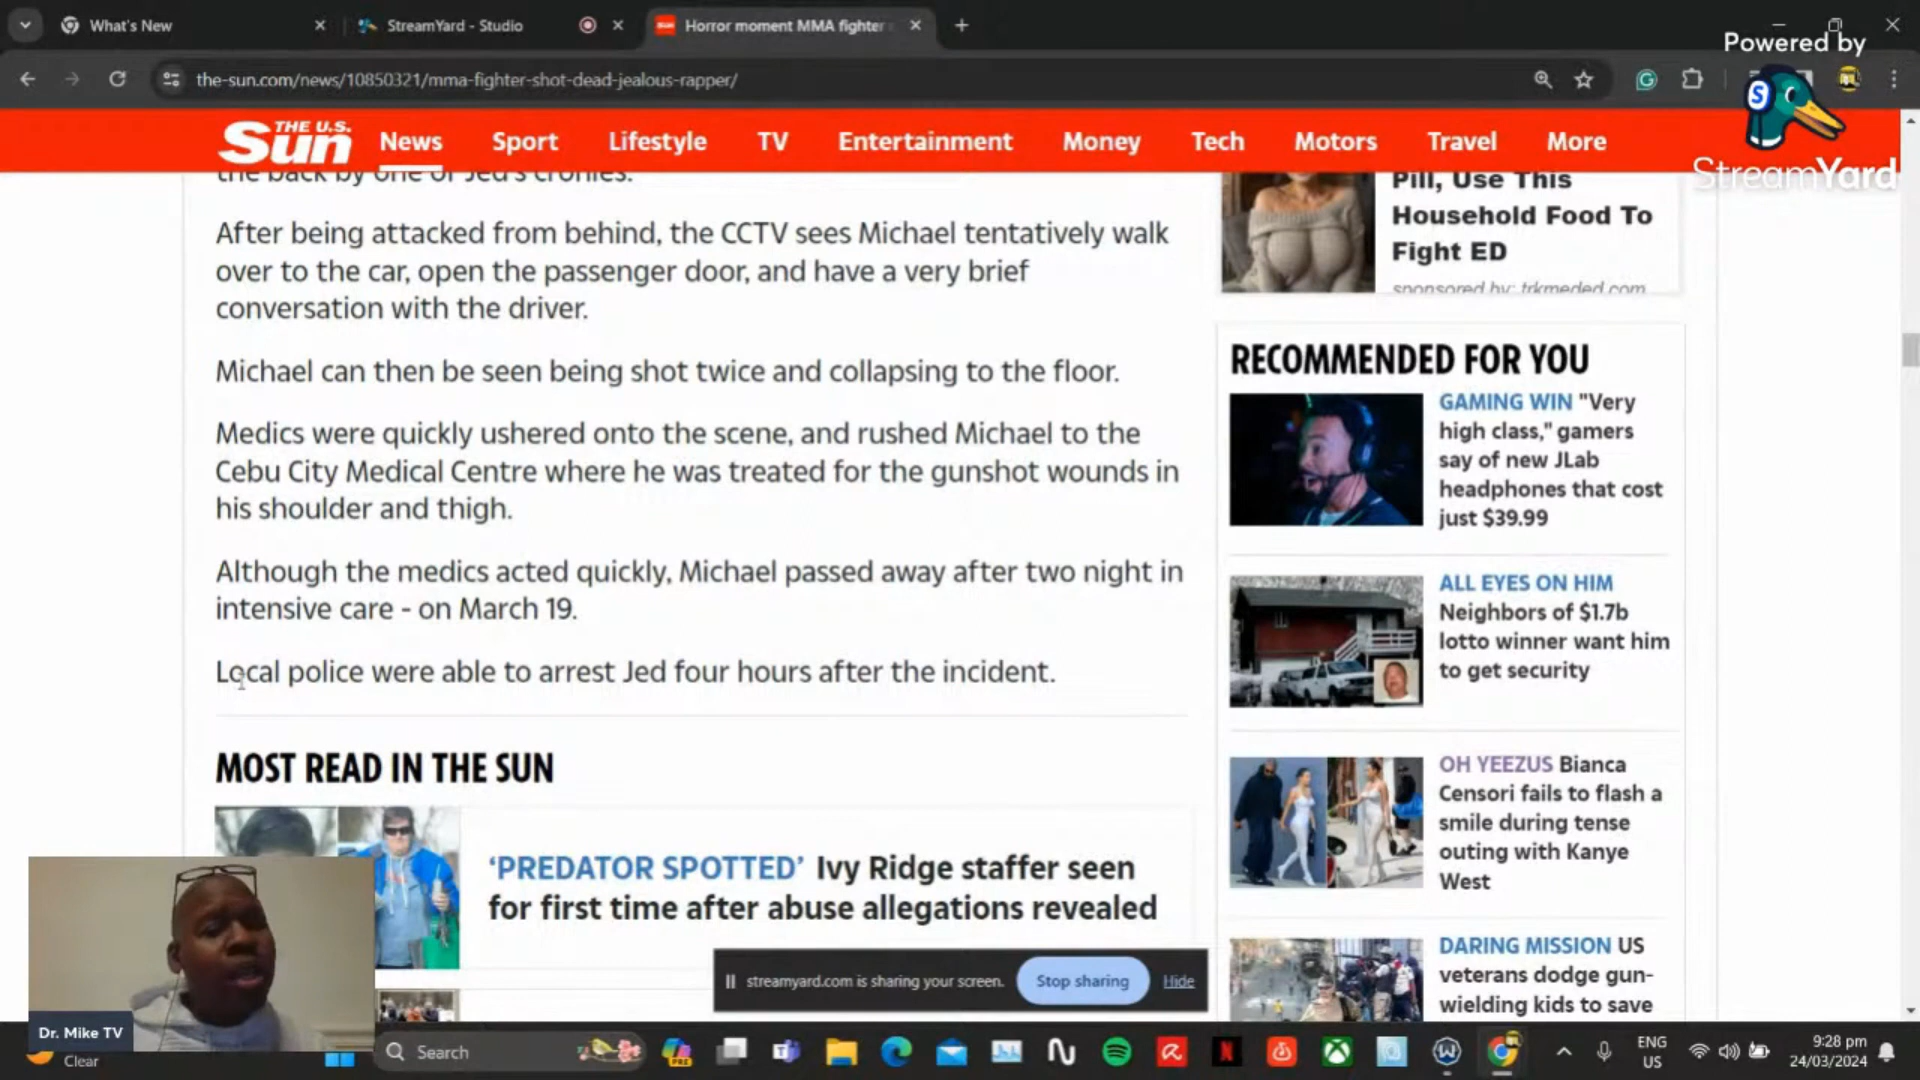 What's New
StreamYard - Studio
Horror moment MMA fighter
Powered by
StreamYard
the-sun.com/news/10850321/mma-fighter-shot-dead-jealous-rapper/
THE U.S.
Sun
News
Sport
Lifestyle
TV
Entertainment
Money
Tech
Motors
Travel
More
the back by one of Jed's cronies.
After being attacked from behind, the CCTV sees Michael tentatively walk
over to the car, open the passenger door, and have a very brief
conversation with the driver.
Michael can then be seen being shot twice and collapsing to the floor.
Medics were quickly ushered onto the scene, and rushed Michael to the
Cebu City Medical Centre where he was treated for the gunshot wounds in
his shoulder and thigh.
Although the medics acted quickly, Michael passed away after two night in
intensive care - on March 19.
Local police were able to arrest Jed four hours after the incident.
MOST READ IN THE SUN
'PREDATOR SPOTTED' Ivy Ridge staffer seen
for first time after abuse allegations revealed
Pill, Use This
Household Food To
Fight ED
sponsored by: trkmeded.com
RECOMMENDED FOR YOU
GAMING WIN "Very
high class," gamers
say of new JLab
headphones that cost
just $39.99
ALL EYES ON HIM
Neighbors of $1.7b
lotto winner want him
to get security
OH YEEZUS Bianca
Censori fails to flash a
smile during tense
outing with Kanye
West
DARING MISSION US
veterans dodge gun-
wielding kids to save
streamyard.com is sharing your screen.
Stop sharing
Hide
Dr. Mike TV
Clear
Search
PRE
ENG
US
9:28 pm
24/03/2024